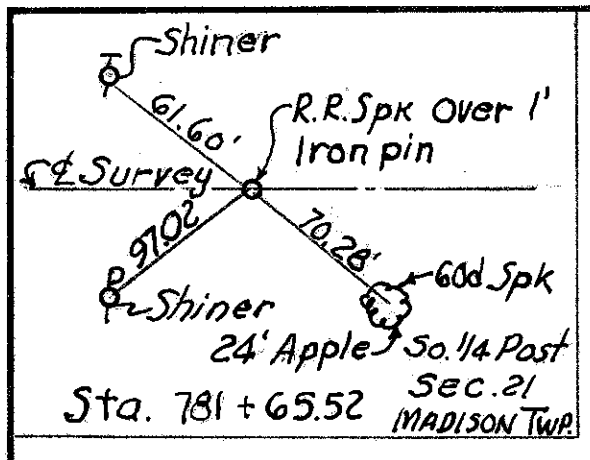 Shiner
61.60'
R.R.Spk Over 1'
Iron pin
℄ Survey
97.02
70.28'
60d Spk
Shiner
24' Apple
So. 1/4 Post
Sec. 21
MADISON TWP.
Sta. 781 + 65.52